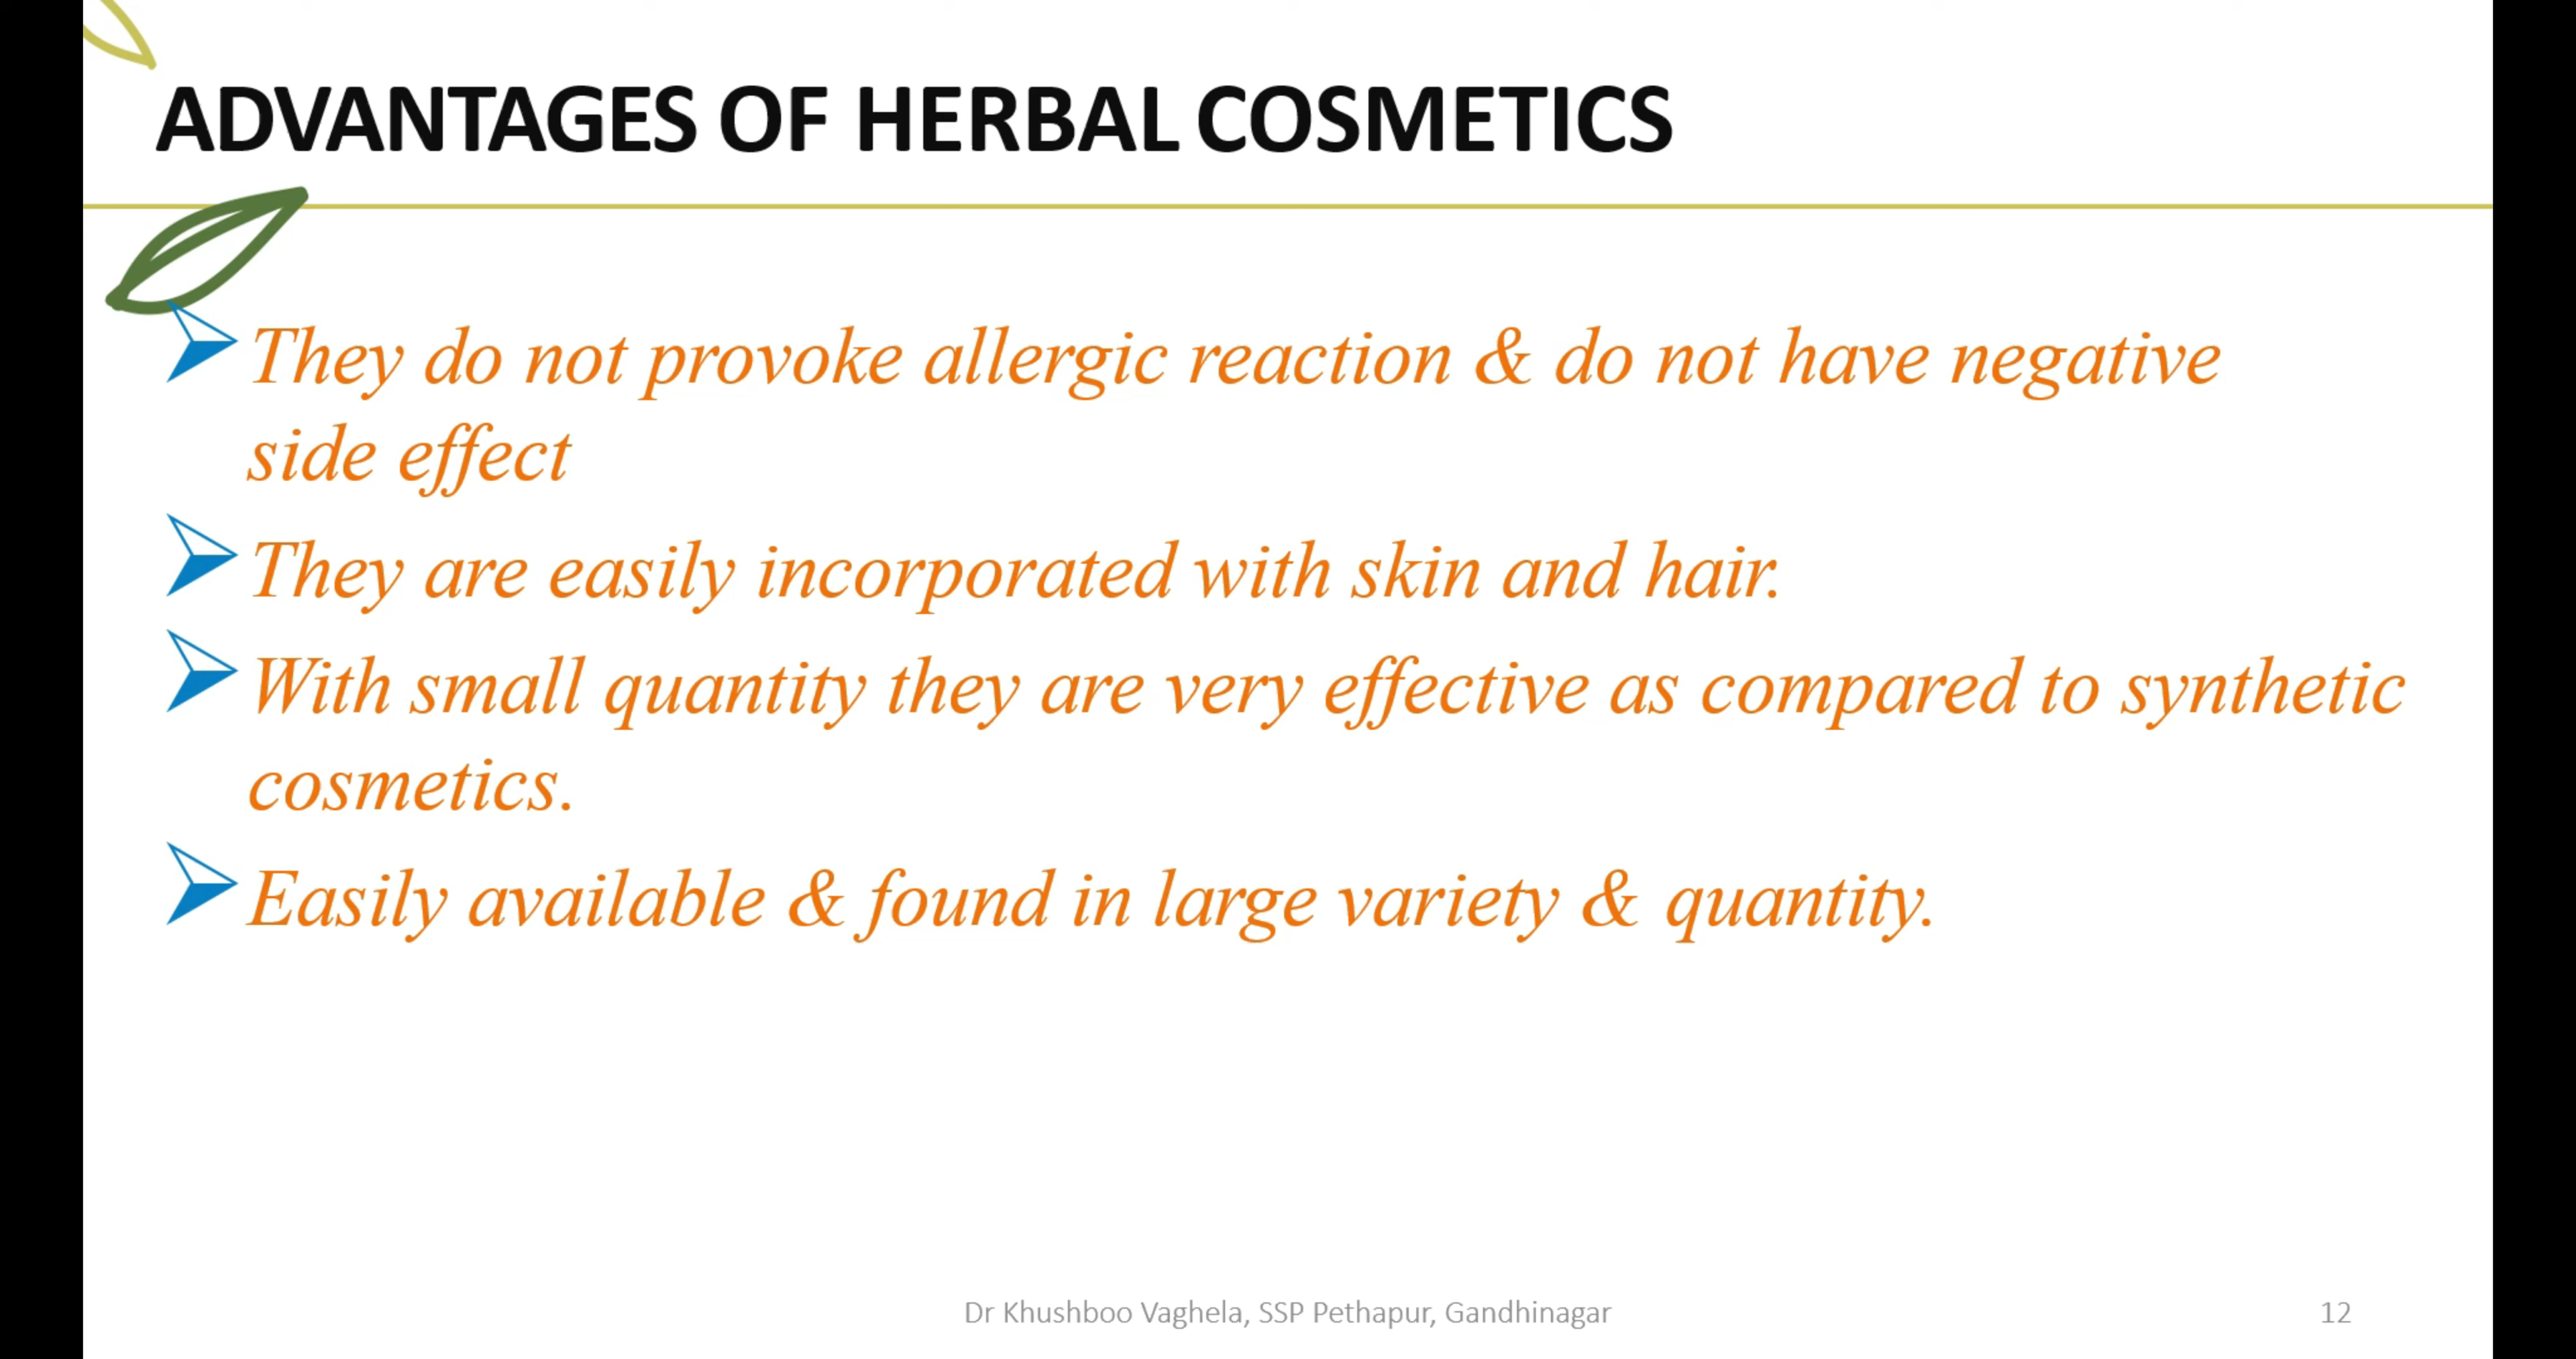 ADVANTAGES OF HERBAL COSMETICS
They do not provoke allergic reaction & do not have negative
side effect
They are easily incorporated with skin and hair.
With small quantity they are very effective as compared to synthetic
cosmetics.
Easily available & found in large variety & quantity.
Dr Khushboo Vaghela, SSP Pethapur, Gandhinagar
12